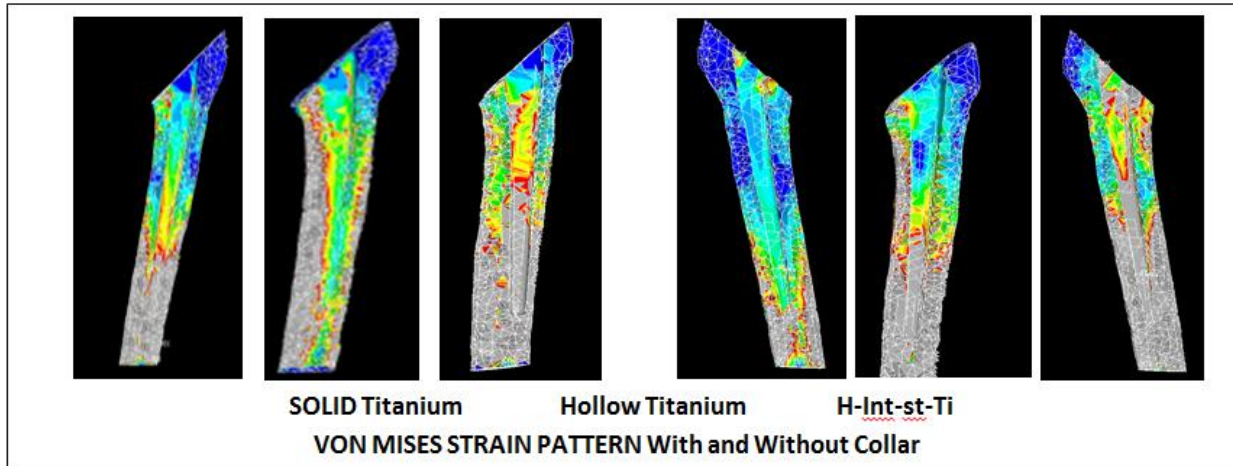 SOLID Titanium Hollow Titanium H-Int-st-Ti
VON MISES STRAIN PATTERN With and Without Collar